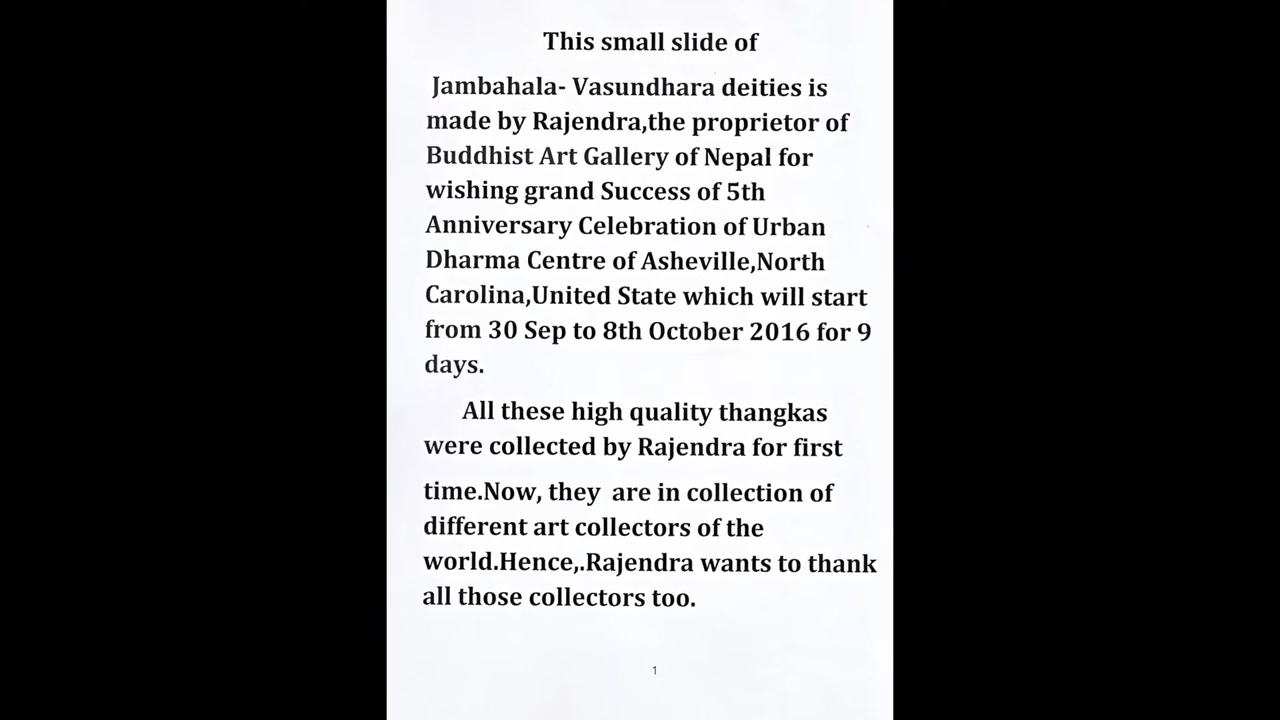 This small slide of
Jambahala- Vasundhara deities is
made by Rajendra,the proprietor of
Buddhist Art Gallery of Nepal for
wishing grand Success of 5th
Anniversary Celebration of Urban
Dharma Centre of Asheville,North
Carolina,United State which will start
from 30 Sep to 8th October 2016 for 9
days.
All these high quality thangkas
were collected by Rajendra for first
time.Now, they  are in collection of
different art collectors of the
world.Hence,.Rajendra wants to thank
all those collectors too.
1